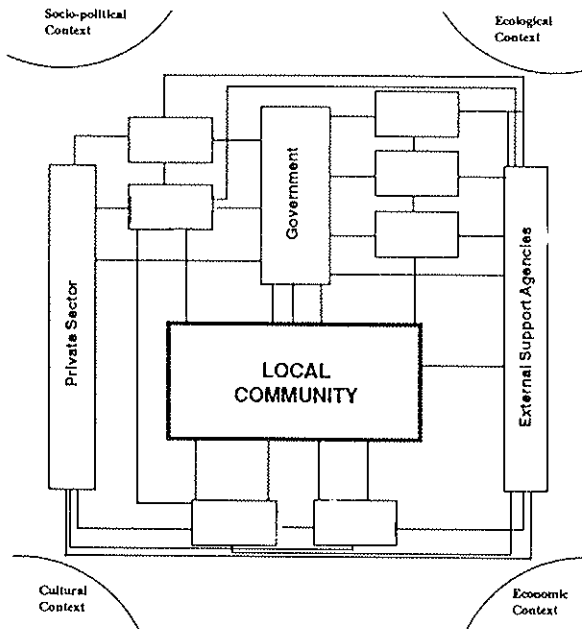 Socio-political
Context
Ecological
Context
Government
Private Sector
External Support Agencies
LOCAL
COMMUNITY
Cultural
Context
Economic
Context